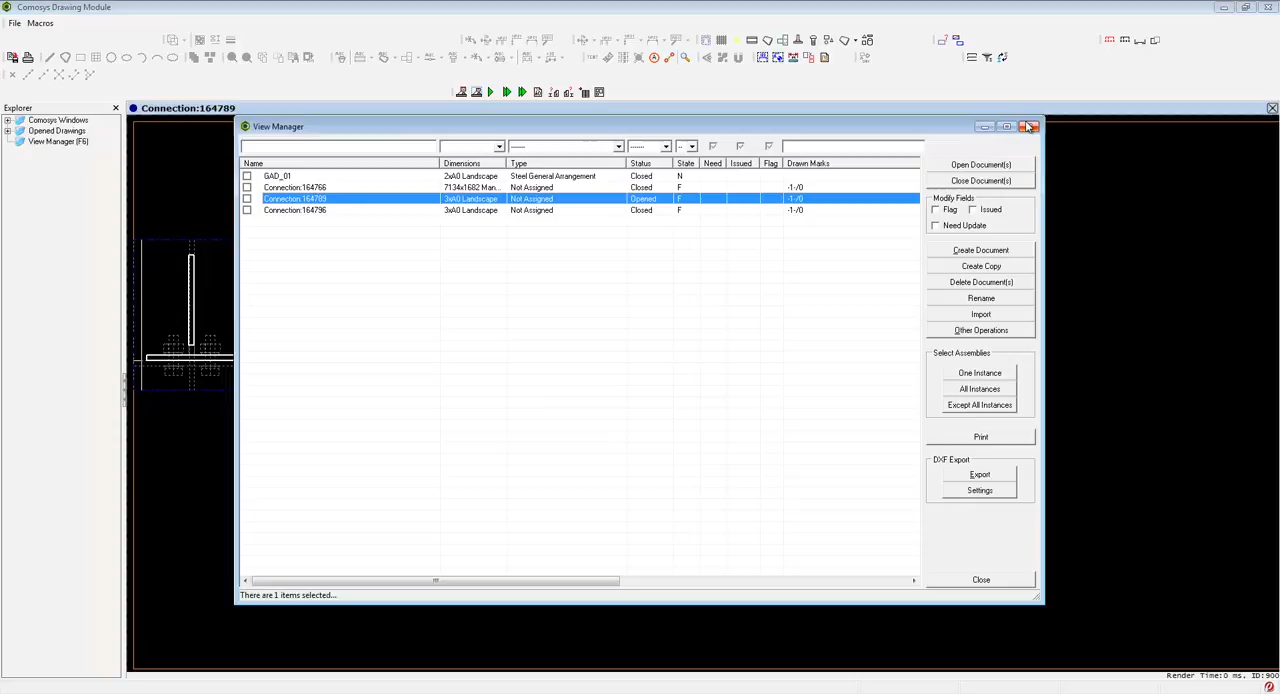 Comosys Drawing Module
File Macros
Explorer
Comosys Windows
Opened Drawings
View Manager [F6]
Connection:164789
View Manager
Name Dimensions Type Status State Need Issued Flag Drawn Marks
GAD_01 2xA0 Landscape Steel General Arrangement Closed N
Connection:164766 7134x1682 Man... Not Assigned Closed F -1-/0
Connection:164789 3xA0 Landscape Not Assigned Opened F -1-/0
Connection:164796 3xA0 Landscape Not Assigned Closed F -1-/0
Open Document(s)
Close Document(s)
Modify Fields
Flag Issued
Need Update
Create Document
Create Copy
Delete Document(s)
Rename
Import
Other Operations
Select Assemblies
One Instance
All Instances
Except All Instances
Print
DXF Export
Export
Settings
Close
There are 1 items selected...
Render Time:0 ms, ID:900